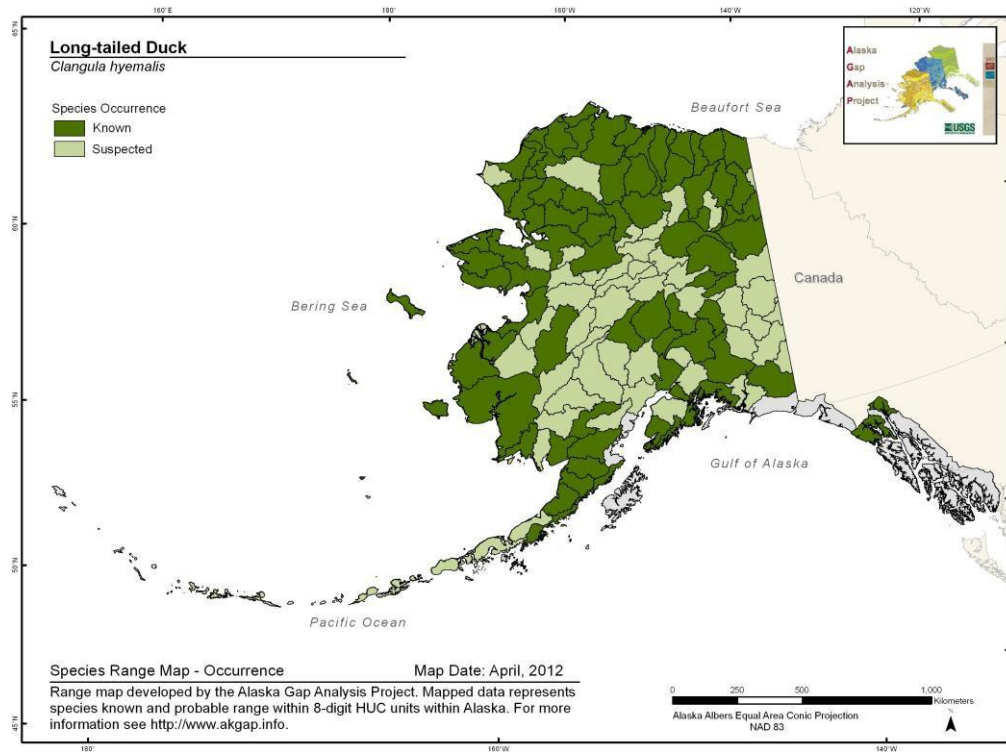 160°E
180°
160°W
140°W
120°W
65°N
Long-tailed Duck
Clangula hyemalis
Species Occurrence
Known
Suspected
Alaska
Gap
Analysis
Project
USGS
Beaufort Sea
60°N
Canada
Bering Sea
55°N
Gulf of Alaska
50°N
Pacific Ocean
Species Range Map - Occurrence Map Date: April, 2012
Range map developed by the Alaska Gap Analysis Project. Mapped data represents
species known and probable range within 8-digit HUC units within Alaska. For more
information see http://www.akgap.info.
0 250 500 1,000
Kilometers
Alaska Albers Equal Area Conic Projection
NAD 83
45°N
180°
160°W
140°W